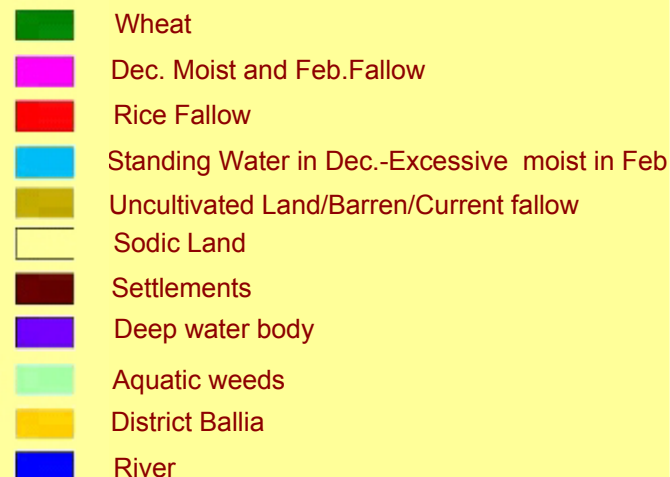 Wheat
Dec. Moist and Feb.Fallow
Rice Fallow
Standing Water in Dec.-Excessive moist in Feb
Uncultivated Land/Barren/Current fallow
Sodic Land
Settlements
Deep water body
Aquatic weeds
District Ballia
River